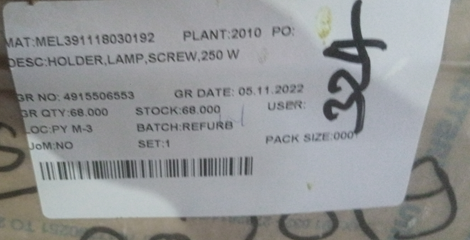 MAT:MEL391118030192 PLANT:2010 PO:
DESC:HOLDER,LAMP,SCREW,250 W
GR NO: 4915506553 GR DATE: 05.11.2022
GR QTY:68.000 STOCK:68.000 USER:
LOC:PY M-3 BATCH:REFURB
UoM:NO SET:1 PACK SIZE:000
324